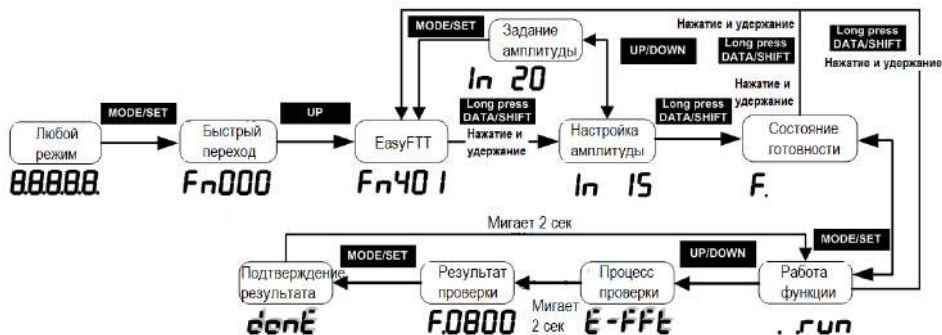 MODE/SET
Задание
амплитуды
In 20
UP/DOWN
Нажатие и удержание
Long press
DATA/SHIFT
Нажатие и
удержание
Long press
DATA/SHIFT
Нажатие и удержание
Любой
режим
8.8.8.8.8.
MODE/SET
Быстрый
переход
Fn000
UP
EasyFTT
Fn401
Long press
DATA/SHIFT
Нажатие и
удержание
Настройка
амплитуды
In 15
Long press
DATA/SHIFT
Состояние
готовности
F.
Мигает 2 сек
Подтверждение
результата
donE
MODE/SET
Результат
проверки
F.0800
Мигает
2 сек
Процесс
проверки
E-FFt
UP/DOWN
MODE/SET
Работа
функции
. .run